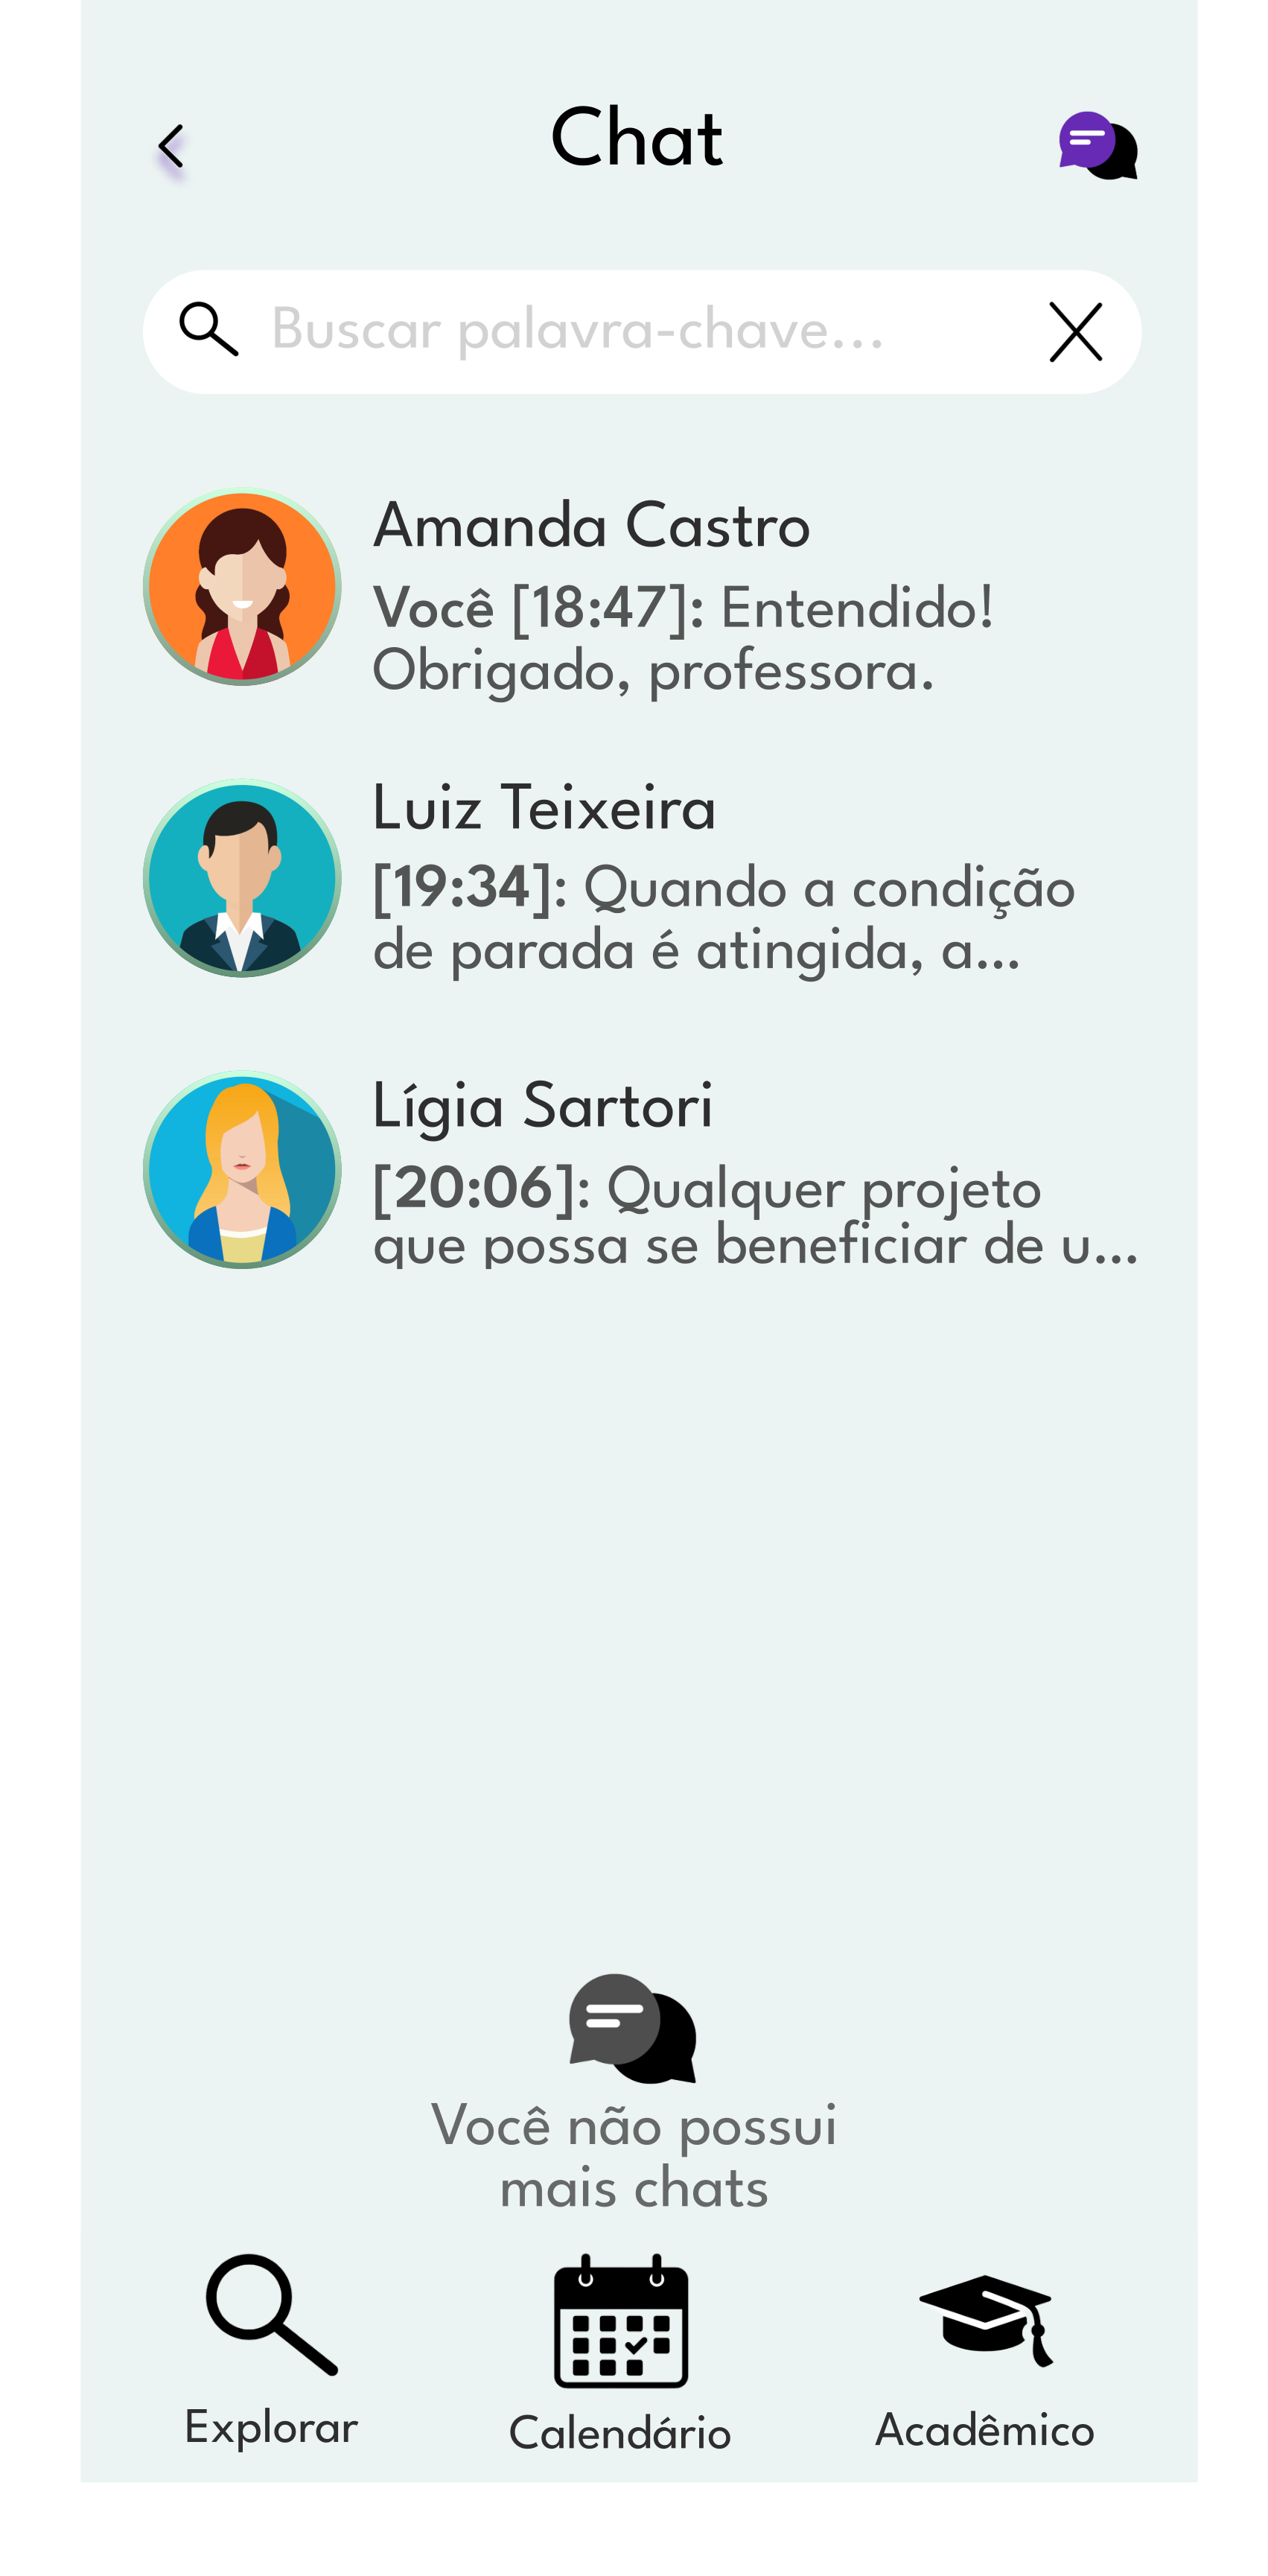 Chat
Buscar palavra-chave...
Amanda Castro
Você [18:47]: Entendido!
Obrigado, professora.
Luiz Teixeira
[19:34]: Quando a condição
de parada é atingida, a...
Lígia Sartori
[20:06]: Qualquer projeto
que possa se beneficiar de u...
Você não possui
mais chats
Explorar
Calendário
Acadêmico